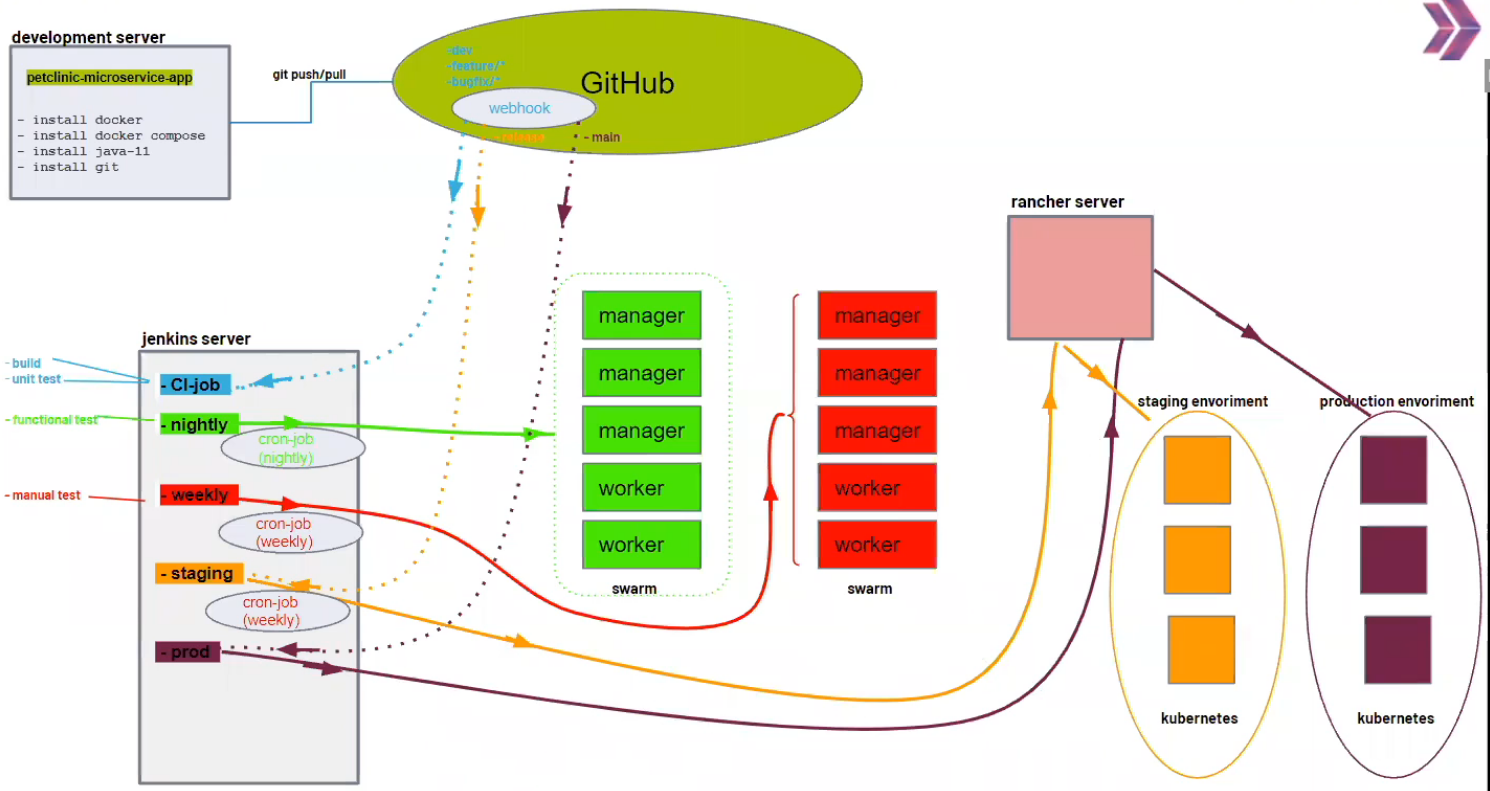 development server
petclinic-microservice-app
- install docker
- install docker compose
- install java-11
- install git
git push/pull
-dev
-feature/*
-bugfix/*
GitHub
webhook
- release
- main
rancher server
jenkins server
- build
- unit test
- functional test
- manual test
- CI-job
- nightly
cron-job
(nightly)
- weekly
cron-job
(weekly)
- staging
cron-job
(weekly)
- prod
manager
manager
manager
worker
worker
swarm
manager
manager
manager
worker
worker
swarm
staging envoriment
kubernetes
production envoriment
kubernetes